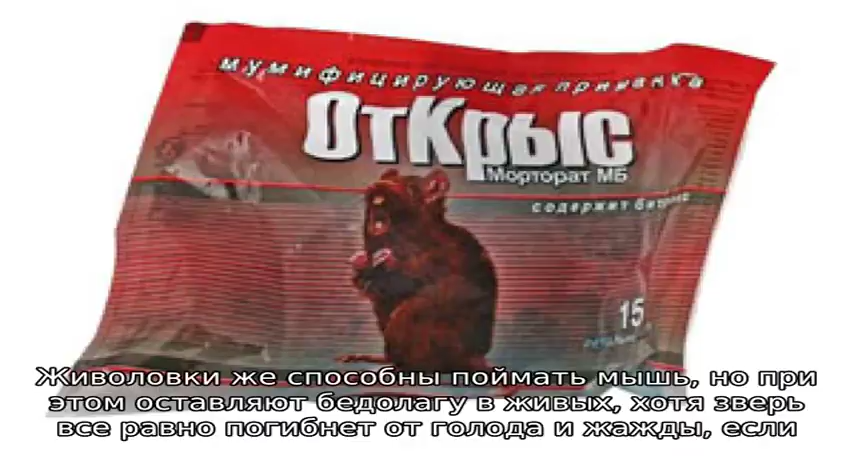 мумифицирующая приманка
ОтКрыс
Морторат МБ
содержит
15
Живоловки же способны поймать мышь, но при
этом оставляют бедолагу в живых, хотя зверь
все равно погибнет от голода и жажды, если